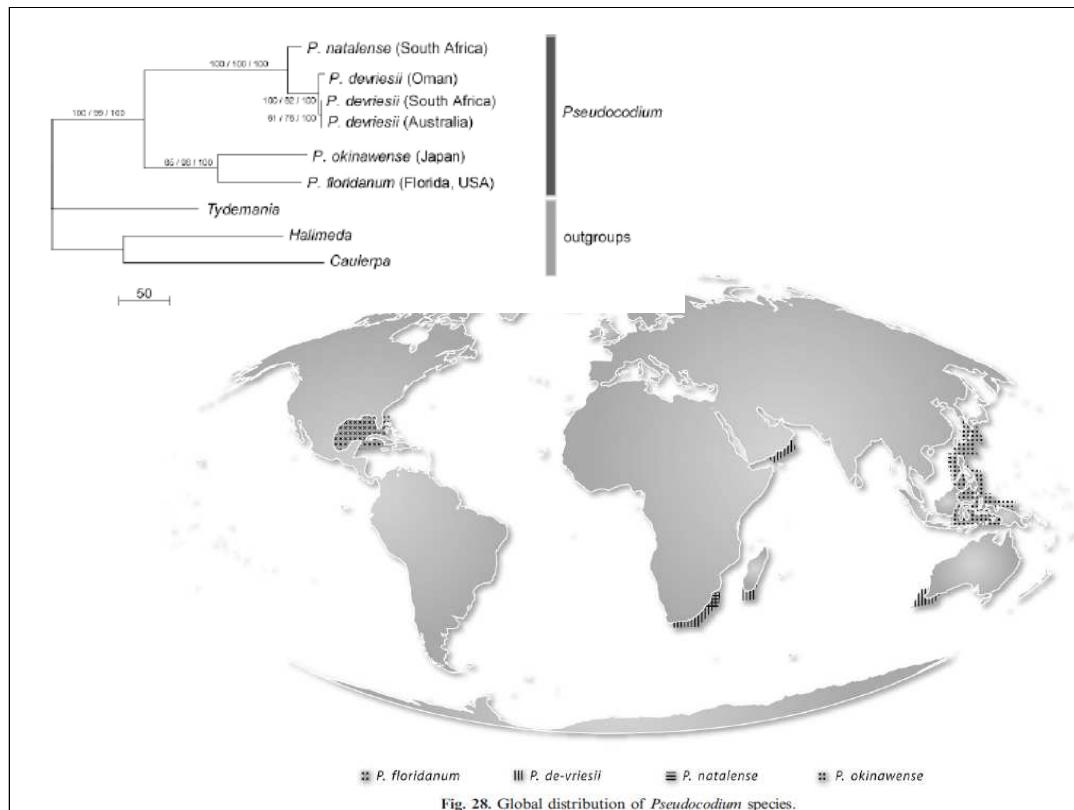 P. natalense (South Africa)
100 / 100 / 100
P. devriesii (Oman)
100 / 82 / 100
P. devriesii (South Africa)
100 / 99 / 100
61 / 76 / 100
P. devriesii (Australia)
Pseudocodium
P. okinawense (Japan)
85 / 98 / 100
P. floridanum (Florida, USA)
Tydemania
Halimeda
outgroups
Caulerpa
50
P. floridanum P. de-vriesii P. natalense P. okinawense
Fig. 28. Global distribution of Pseudocodium species.